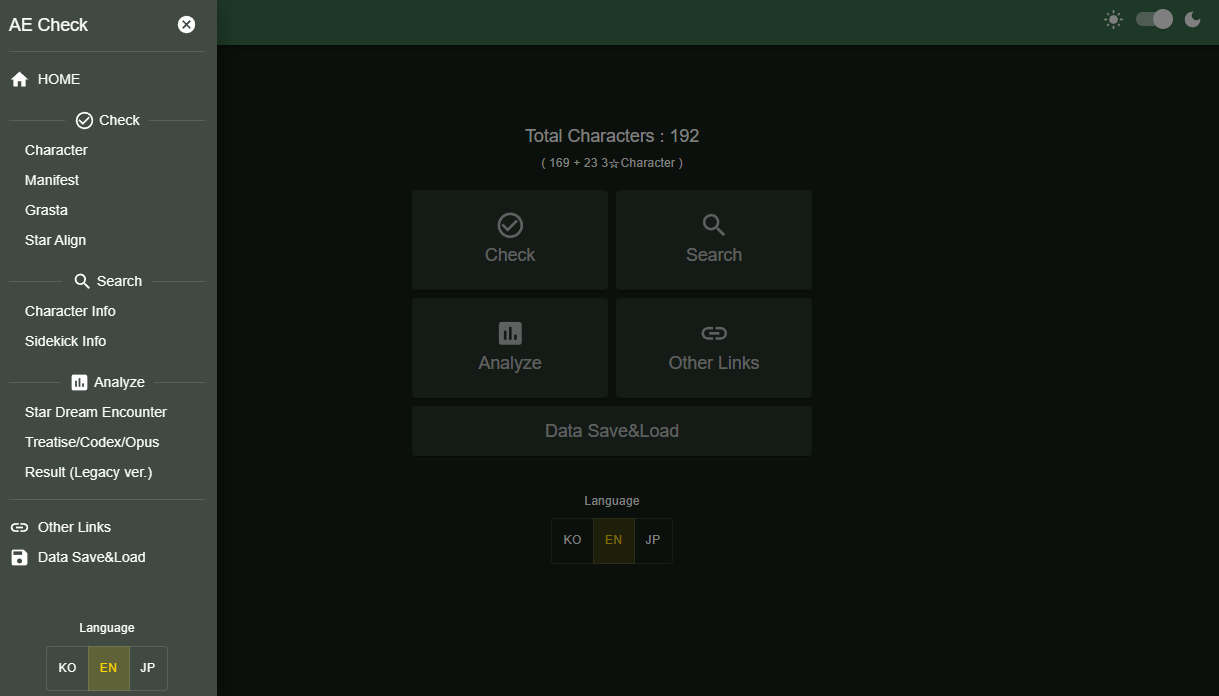 AE Check
HOME
Check
Character
Manifest
Grasta
Star Align
Search
Character Info
Sidekick Info
Analyze
Star Dream Encounter
Treatise/Codex/Opus
Result (Legacy ver.)
Other Links
Data Save&Load
Language
KO EN JP
Total Characters : 192
( 169 + 23 3☆Character )
Check
Search
Analyze
Other Links
Data Save&Load
Language
KO EN JP